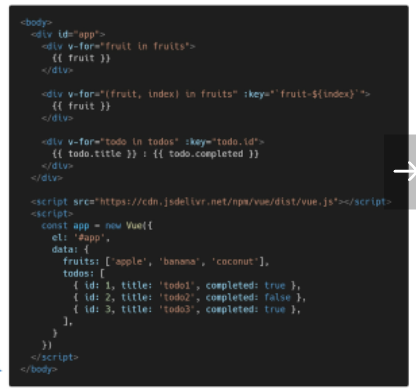 <body>
<div id="app">
<div v-for="fruit in fruits">
{{ fruit }}
</div>
<div v-for="(fruit, index) in fruits" :key="`fruit-${index}`">
{{ fruit }}
</div>
<div v-for="todo in todos" :key="todo.id">
{{ todo.title }} : {{ todo.completed }}
</div>
</div>
<script src="https://cdn.jsdelivr.net/npm/vue/dist/vue.js"></script>
<script>
const app = new Vue({
el: '#app',
data: {
fruits: ['apple', 'banana', 'coconut'],
todos: [
{ id: 1, title: 'todo1', completed: true },
{ id: 2, title: 'todo2', completed: false },
{ id: 3, title: 'todo3', completed: true },
],
}
})
</script>
</body>